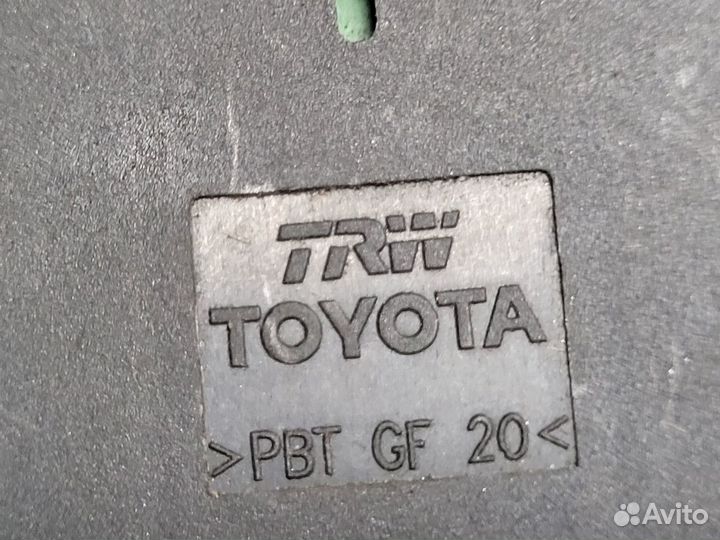 TRW
TOYOTA
>PBT GF 20<
Avito